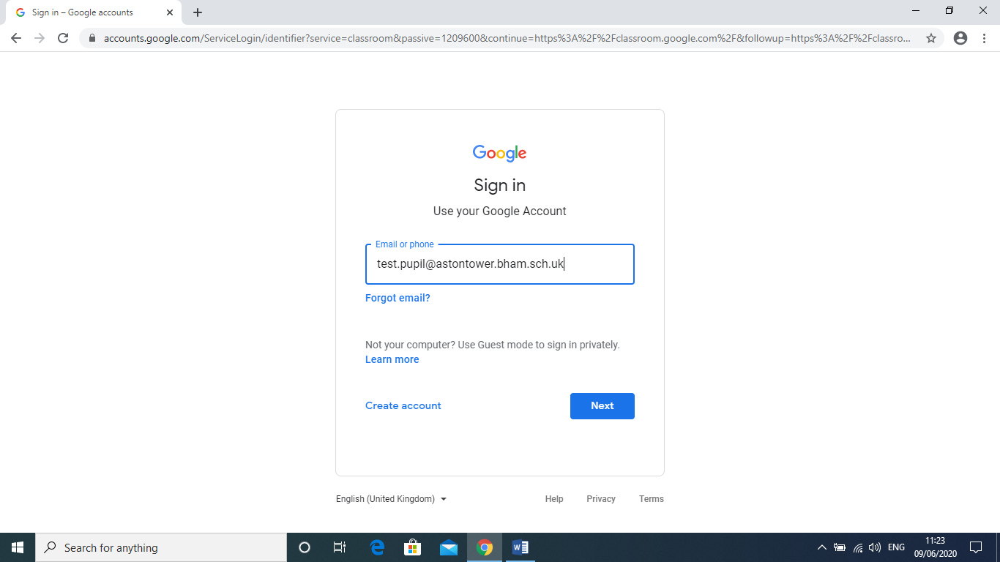 Sign in – Google accounts
accounts.google.com/ServiceLogin/identifier?service=classroom&passive=1209600&continue=https%3A%2F%2Fclassroom.google.com%2F&followup=https%3A%2F%2Fclassro...
Google
Sign in
Use your Google Account
Email or phone
test.pupil@astontower.bham.sch.uk
Forgot email?
Not your computer? Use Guest mode to sign in privately.
Learn more
Create account
Next
English (United Kingdom)
Help Privacy Terms
Search for anything
ENG
11:23
09/06/2020